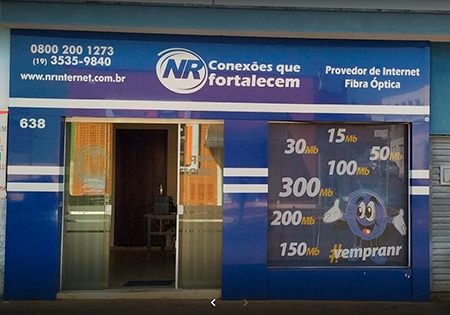 0800 200 1273
(19) 3535-9840
www.nrinternet.com.br
NR
Conexões que
fortalecem
Provedor de Internet
Fibra Óptica
638
15Mb
30Mb
50Mb
100Mb
300Mb
200Mb
150Mb
#vempranr